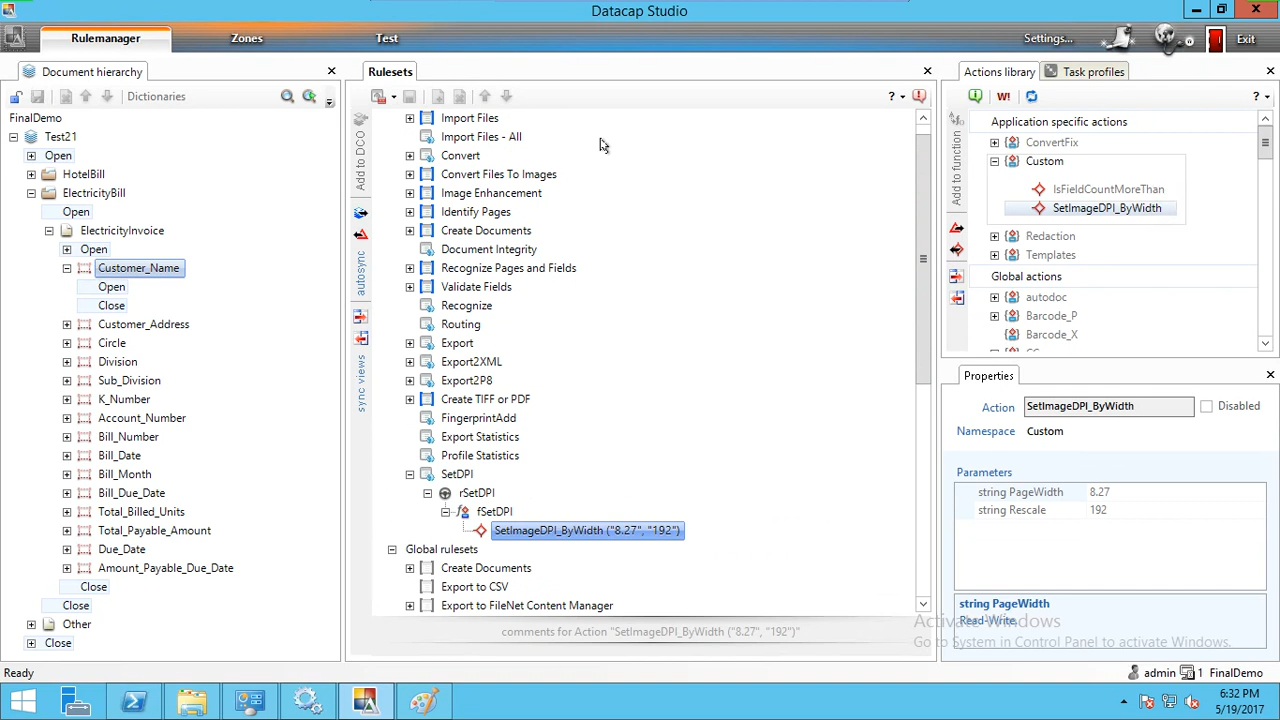 Datacap Studio
Rulemanager
Zones
Test
Settings...
Exit
Document hierarchy
Dictionaries
FinalDemo
Test21
Open
HotelBill
ElectricityBill
Open
ElectricityInvoice
Open
Customer_Name
Open
Close
Customer_Address
Circle
Division
Sub_Division
K_Number
Account_Number
Bill_Number
Bill_Date
Bill_Month
Bill_Due_Date
Total_Billed_Units
Total_Payable_Amount
Due_Date
Amount_Payable_Due_Date
Close
Close
Other
Close
Rulesets
Add to DCO
autosync
sync views
Import Files
Import Files - All
Convert
Convert Files To Images
Image Enhancement
Identify Pages
Create Documents
Document Integrity
Recognize Pages and Fields
Validate Fields
Recognize
Routing
Export
Export2XML
Export2P8
Create TIFF or PDF
FingerprintAdd
Export Statistics
Profile Statistics
SetDPI
rSetDPI
fSetDPI
SetImageDPI_ByWidth ("8.27", "192")
Global rulesets
Create Documents
Export to CSV
Export to FileNet Content Manager
comments for Action "SetImageDPI_ByWidth ("8.27", "192")"
Actions library
Task profiles
W!
?
Add to function
Application specific actions
ConvertFix
Custom
IsFieldCountMoreThan
SetImageDPI_ByWidth
Redaction
Templates
Global actions
autodoc
Barcode_P
Barcode_X
Properties
Action SetImageDPI_ByWidth Disabled
Namespace Custom
Parameters
string PageWidth 8.27
string Rescale 192
string PageWidth
Read-Write
Activate Windows
Go to System in Control Panel to activate Windows.
Ready
admin 1 FinalDemo
6:32 PM
5/19/2017